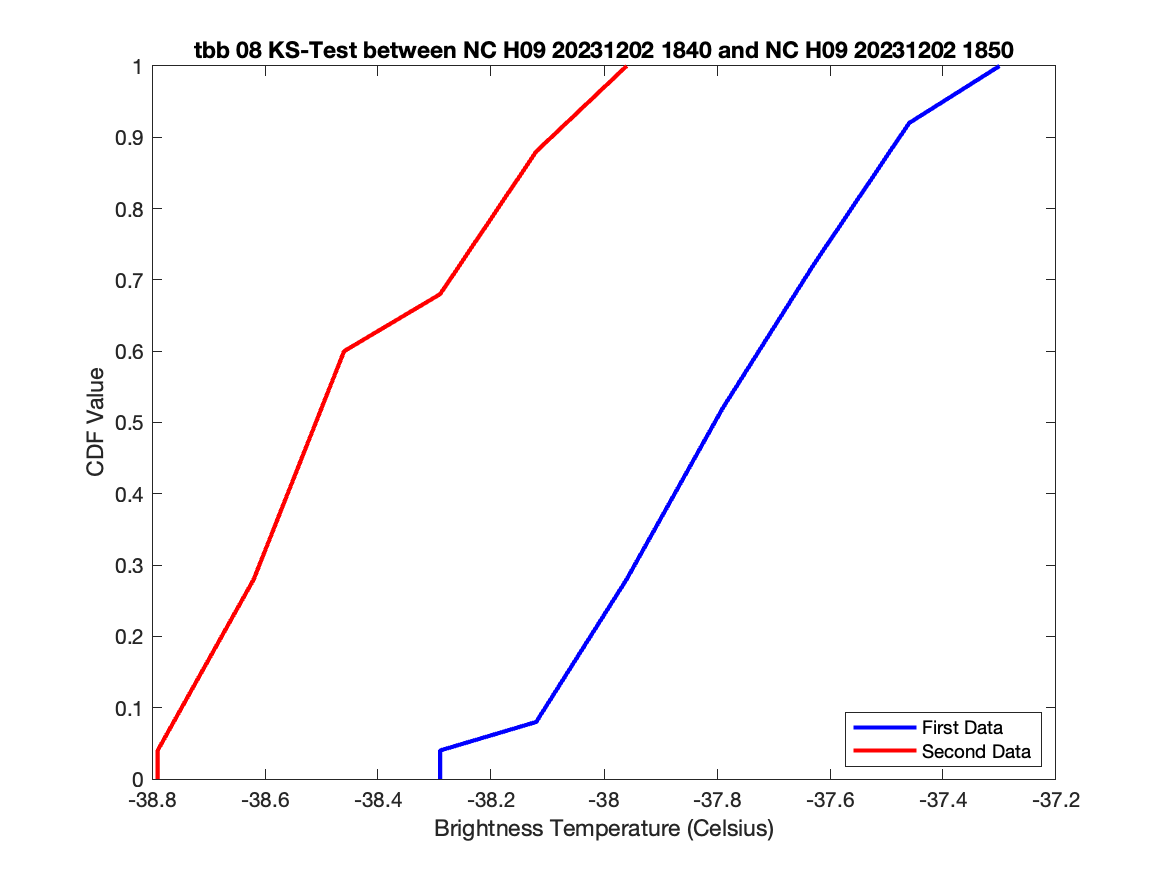 tbb 08 KS-Test between NC H09 20231202 1840 and NC H09 20231202 1850
1
0.9
0.8
0.7
0.6
0.5
0.4
0.3
0.2
0.1
0
CDF Value
First Data
Second Data
-38.8 -38.6 -38.4 -38.2 -38 -37.8 -37.6 -37.4 -37.2
Brightness Temperature (Celsius)